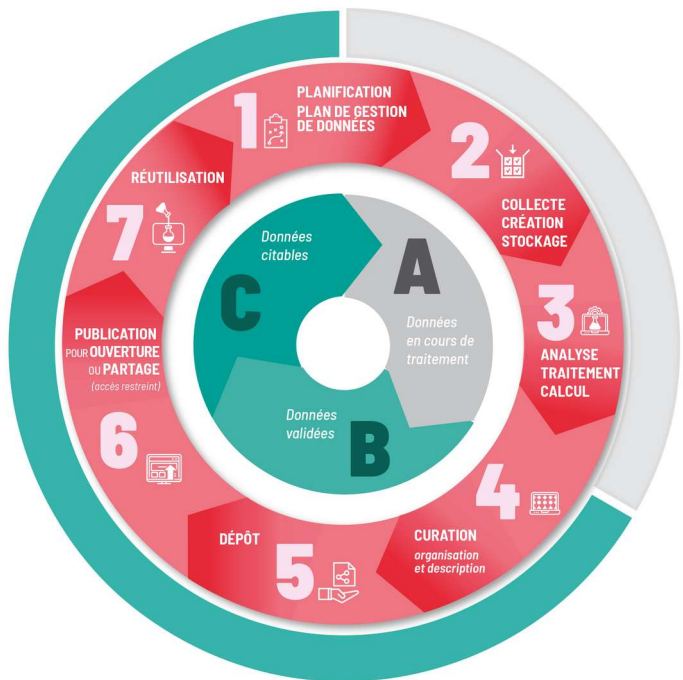 1
PLANIFICATION
PLAN DE GESTION
DE DONNÉES
2
COLLECTE
CRÉATION
STOCKAGE
3
ANALYSE
TRAITEMENT
CALCUL
4
CURATION
organisation
et description
5
DÉPÔT
6
PUBLICATION
POUR OUVERTURE
OU PARTAGE
(accès restreint)
7
RÉUTILISATION
A
Données
en cours de
traitement
B
Données
validées
C
Données
citables